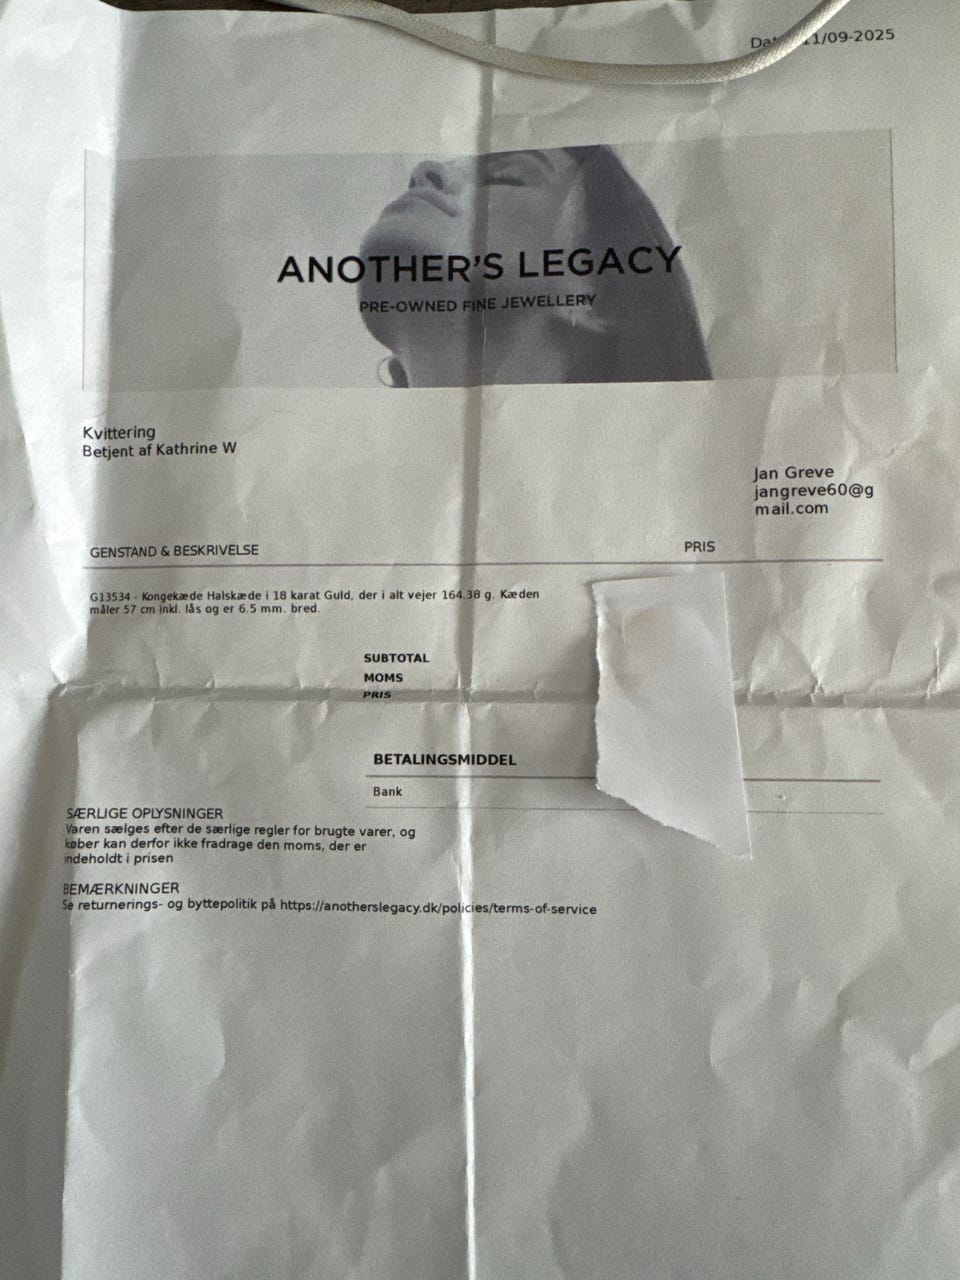 11/09-2025
ANOTHER'S LEGACY
PRE-OWNED FINE JEWELLERY
Kvittering
Betjent af Kathrine W
Jan Greve
jangreve60@g
mail.com
GENSTAND & BESKRIVELSE PRIS
G13534 - Kongekæde Halskæde i 18 karat Guld, der i alt vejer 164.38 g. Kæden
måler 57 cm inkl. lås og er 6.5 mm. bred.
SUBTOTAL
MOMS
PRIS
BETALINGSMIDDEL
Bank
SÆRLIGE OPLYSNINGER
Varen sælges efter de særlige regler for brugte varer, og
køber kan derfor ikke fradrage den moms, der er
indeholdt i prisen
BEMÆRKNINGER
Se returnerings- og byttepolitik på https://anotherslegacy.dk/policies/terms-of-service